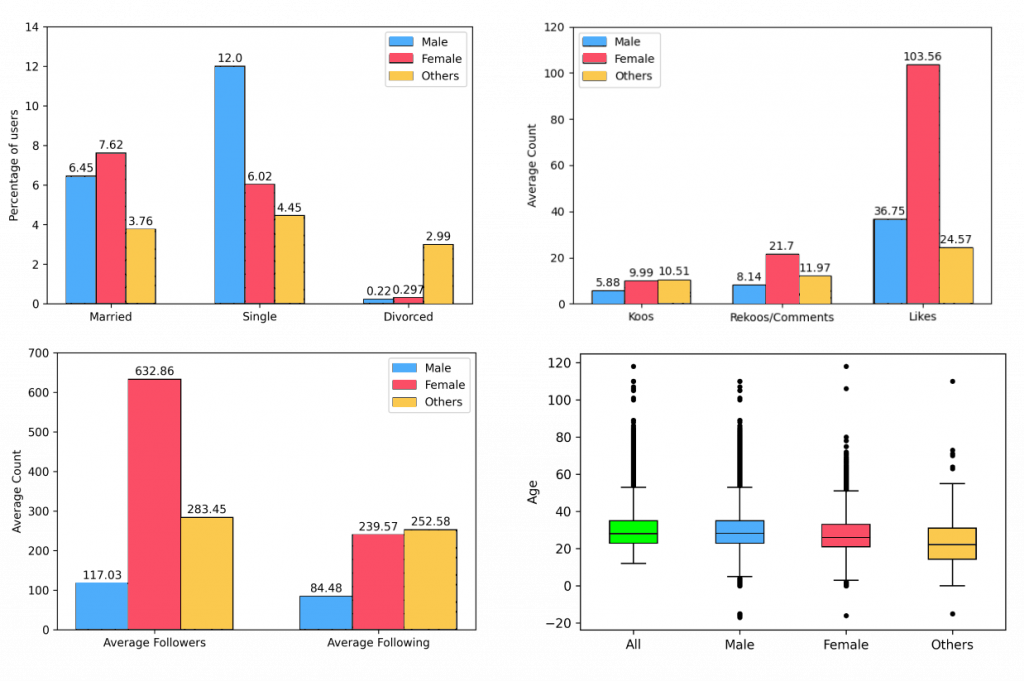 14
12
10
8
6
4
2
0
Percentage of users
Male
Female
Others
6.45
7.62
3.76
12.0
6.02
4.45
0.22
0.297
2.99
Married
Single
Divorced
120
100
80
60
40
20
0
Average Count
Male
Female
Others
5.88
9.99
10.51
8.14
21.7
11.97
36.75
103.56
24.57
Koos
Rekoos/Comments
Likes
700
600
500
400
300
200
100
0
Average Count
Male
Female
Others
117.03
632.86
283.45
84.48
239.57
252.58
Average Followers
Average Following
120
100
80
60
40
20
0
−20
Age
All
Male
Female
Others